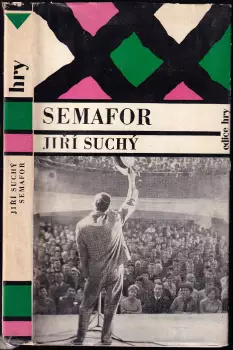 hry
JIŘÍ SUCHÝ
SEMAFOR
SEMAFOR
JIŘÍ SUCHÝ
edice hry